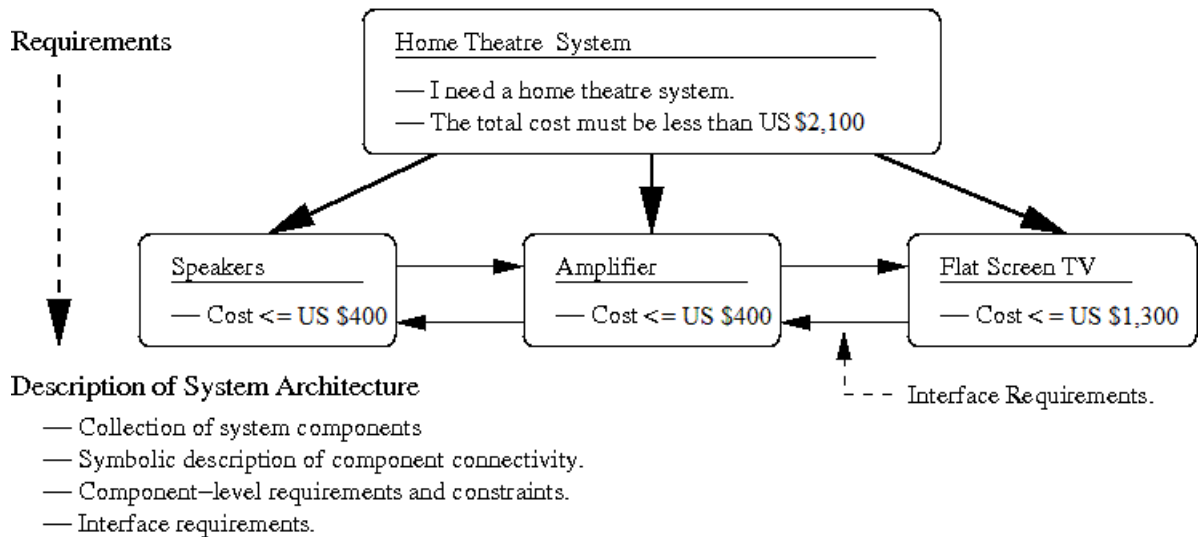 Requirements
Home Theatre System
— I need a home theatre system.
— The total cost must be less than US $2,100
Speakers
— Cost <= US $400
Amplifier
— Cost <= US $400
Flat Screen TV
— Cost <= US $1,300
Description of System Architecture
— Collection of system components
— Symbolic description of component connectivity.
— Component–level requirements and constraints.
— Interface requirements.
Interface Requirements.